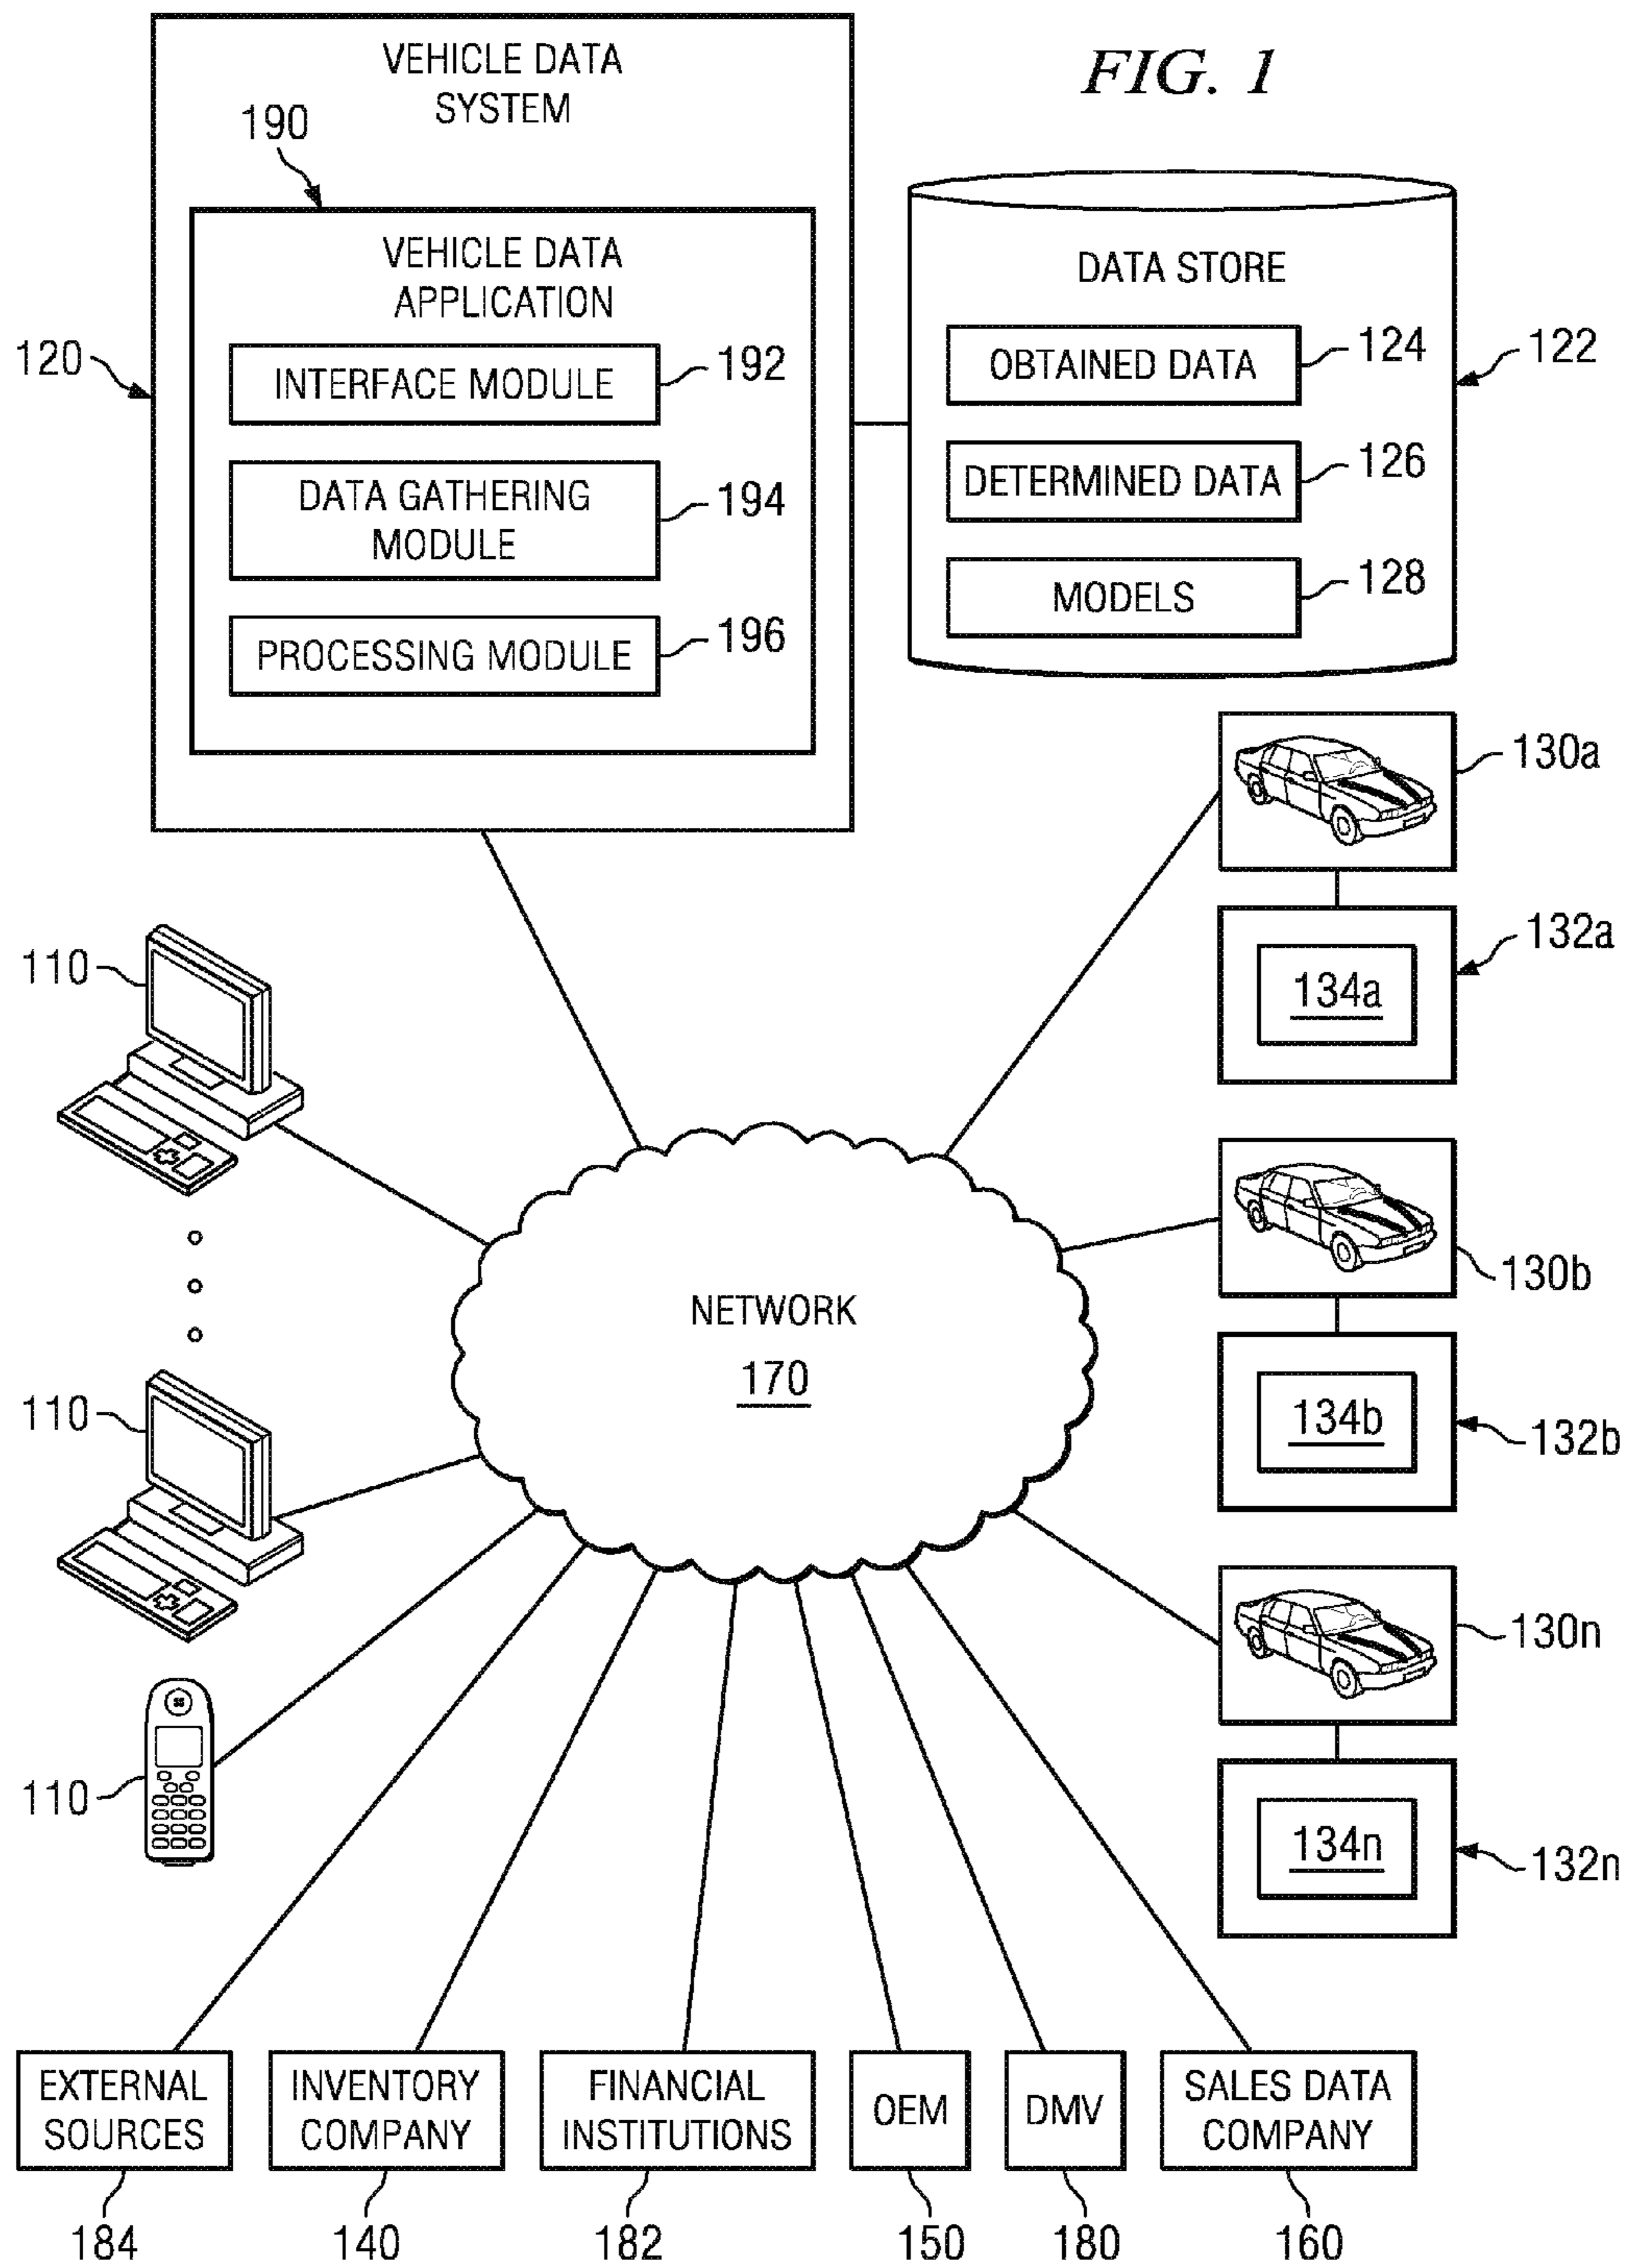 FIG. 1
VEHICLE DATA
SYSTEM
190
VEHICLE DATA
APPLICATION
120
INTERFACE MODULE
192
DATA GATHERING
MODULE
194
PROCESSING MODULE
196
DATA STORE
OBTAINED DATA
124
122
DETERMINED DATA
126
MODELS
128
130a
132a
134a
110
130b
NETWORK
170
134b
132b
110
130n
110
134n
132n
EXTERNAL
SOURCES
184
INVENTORY
COMPANY
140
FINANCIAL
INSTITUTIONS
182
OEM
150
DMV
180
SALES DATA
COMPANY
160